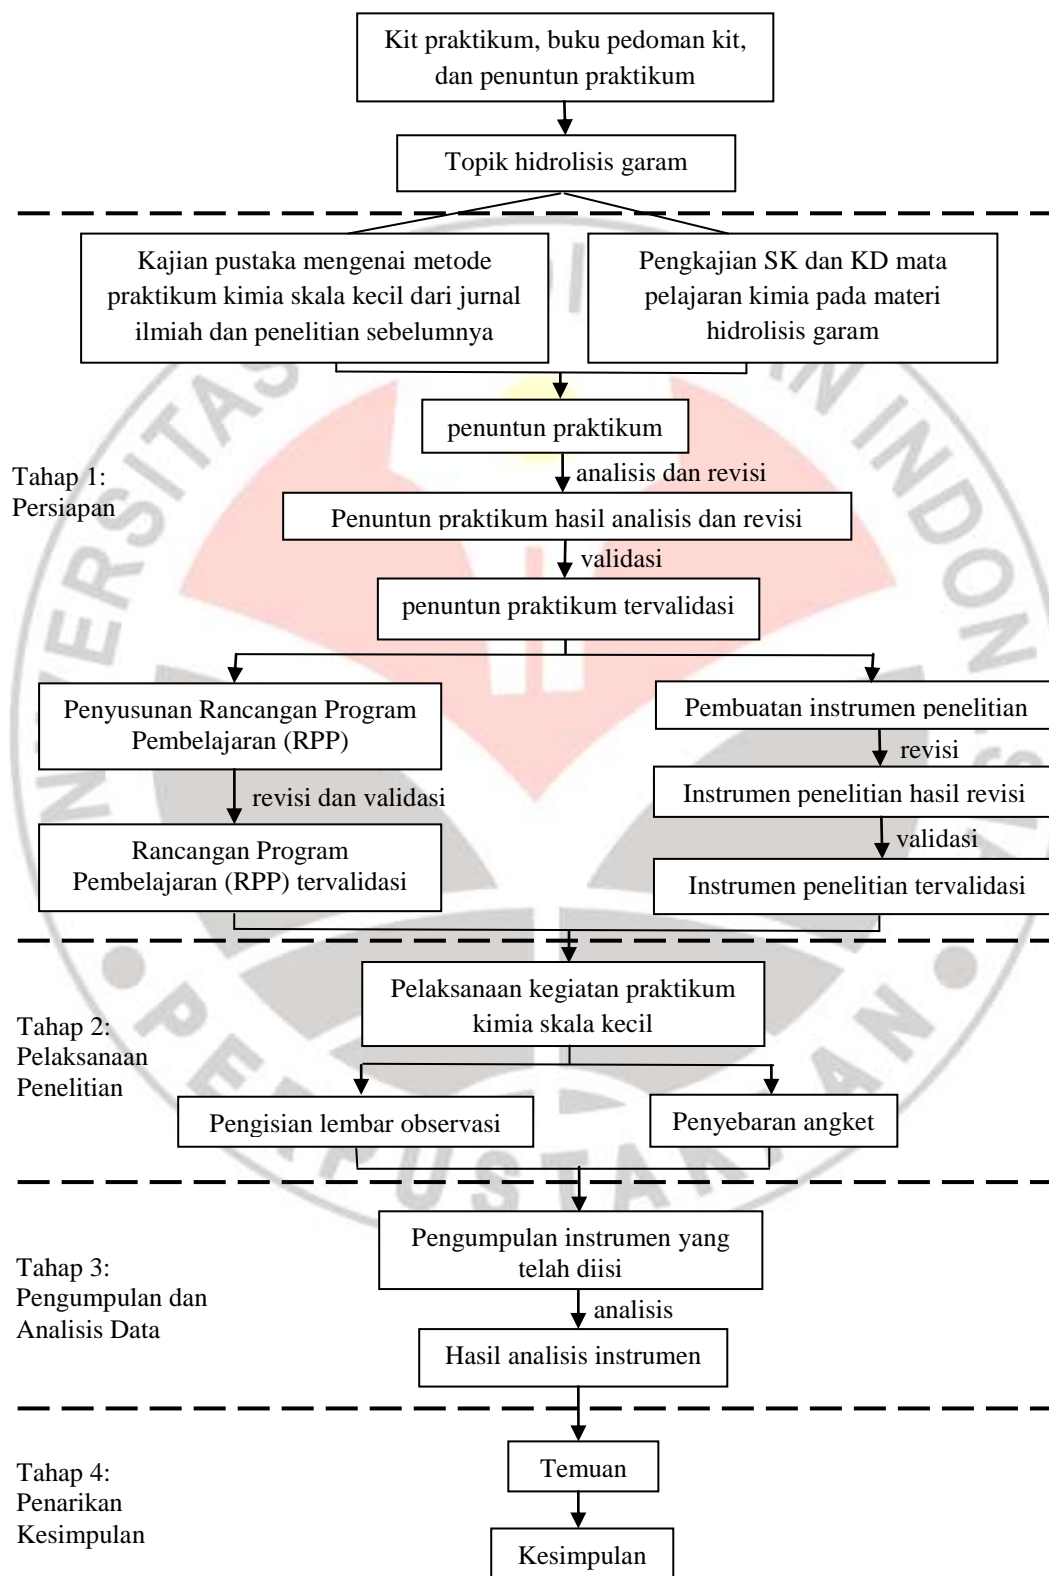 Kit praktikum, buku pedoman kit,
dan penuntun praktikum
Topik hidrolisis garam
Kajian pustaka mengenai metode
praktikum kimia skala kecil dari jurnal
ilmiah dan penelitian sebelumnya
Pengkajian SK dan KD mata
pelajaran kimia pada materi
hidrolisis garam
penuntun praktikum
Tahap 1:
Persiapan
analisis dan revisi
Penuntun praktikum hasil analisis dan revisi
validasi
penuntun praktikum tervalidasi
Penyusunan Rancangan Program
Pembelajaran (RPP)
Pembuatan instrumen penelitian
revisi
revisi dan validasi
Instrumen penelitian hasil revisi
validasi
Rancangan Program
Pembelajaran (RPP) tervalidasi
Instrumen penelitian tervalidasi
Tahap 2:
Pelaksanaan
Penelitian
Pelaksanaan kegiatan praktikum
kimia skala kecil
Pengisian lembar observasi
Penyebaran angket
Tahap 3:
Pengumpulan dan
Analisis Data
Pengumpulan instrumen yang
telah diisi
analisis
Hasil analisis instrumen
Tahap 4:
Penarikan
Kesimpulan
Temuan
Kesimpulan
PERPUSTAKAAN